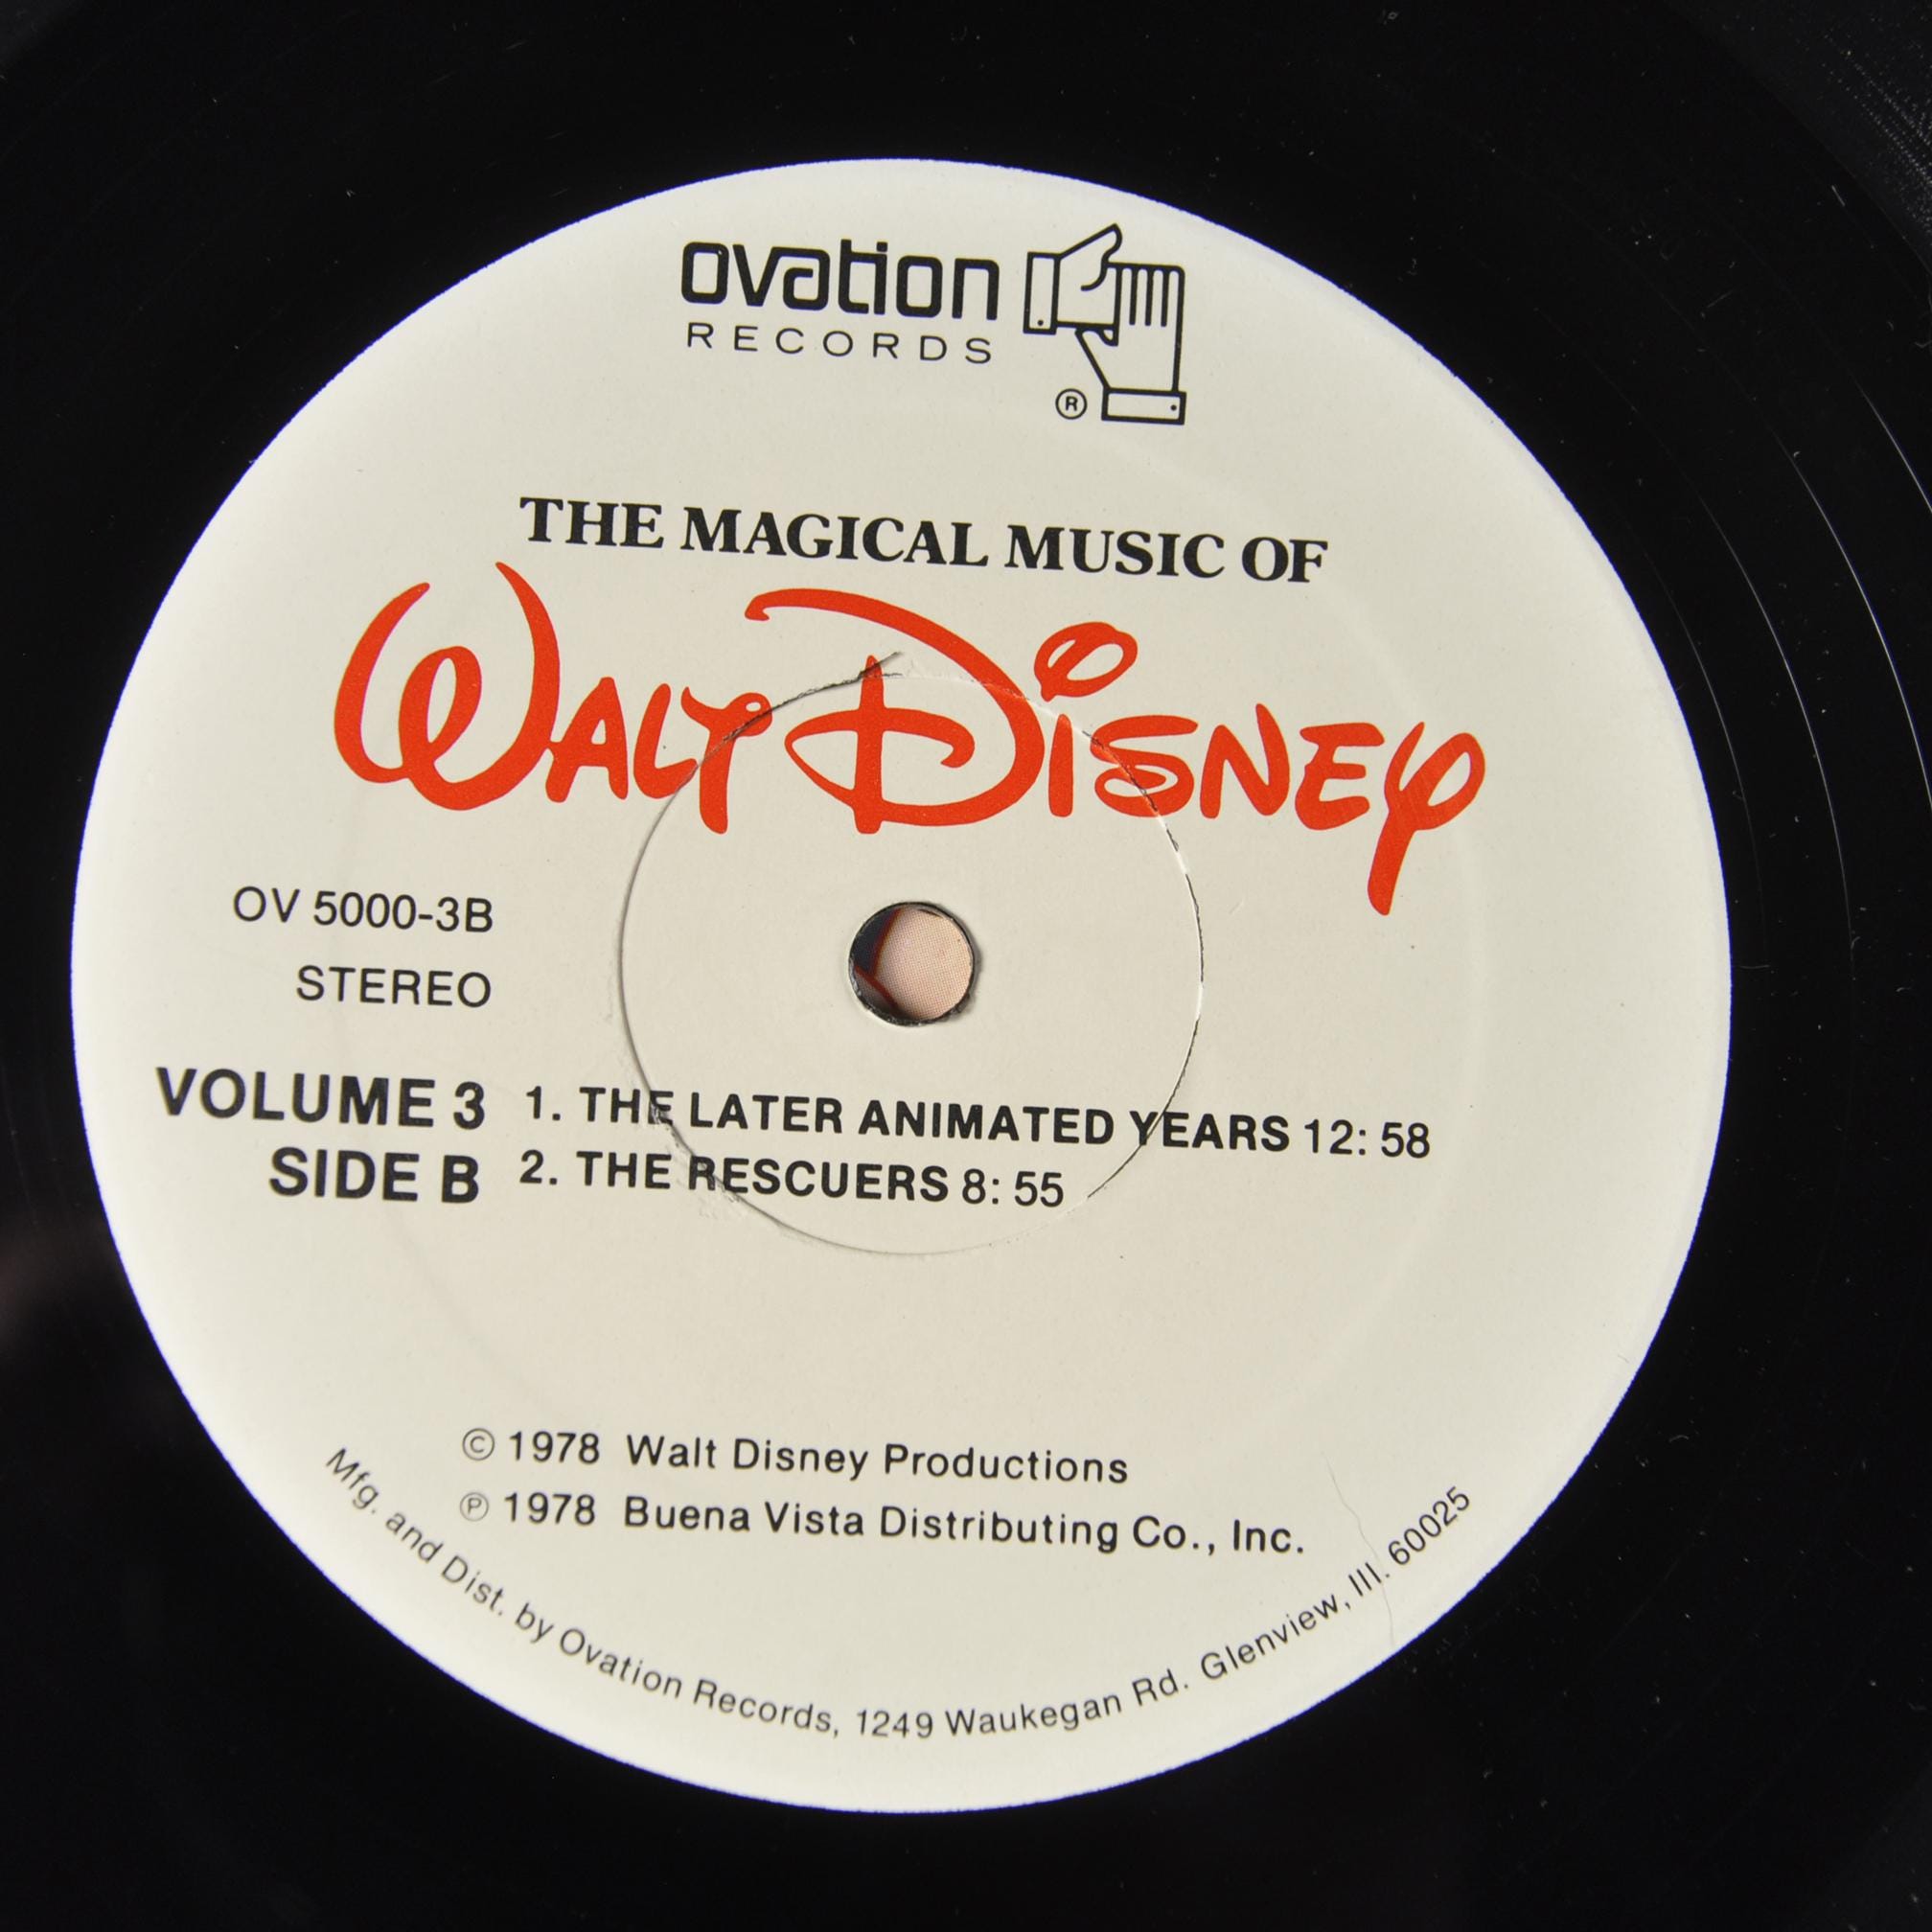 ovation
RECORDS
®
THE MAGICAL MUSIC OF
WALT DISNEY
OV 5000-3B
STEREO
VOLUME 3
SIDE B
1. THE LATER ANIMATED YEARS 12: 58
2. THE RESCUERS 8: 55
© 1978 Walt Disney Productions
℗ 1978 Buena Vista Distributing Co., Inc.
Mfg. and Dist. by Ovation Records, 1249 Waukegan Rd. Glenview, Ill. 60025